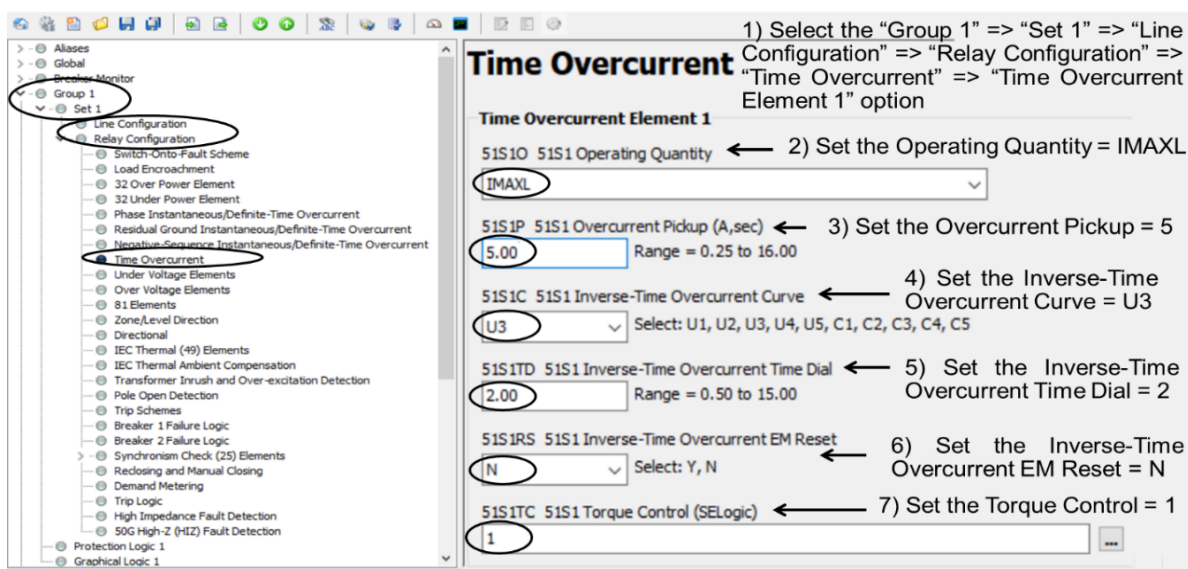 > Aliases
> Global
> Breaker Monitor
Group 1
Set 1
Line Configuration
Relay Configuration
Switch-Onto-Fault Scheme
Load Encroachment
32 Over Power Element
32 Under Power Element
Phase Instantaneous/Definite-Time Overcurrent
Residual Ground Instantaneous/Definite-Time Overcurrent
Negative-Sequence Instantaneous/Definite-Time Overcurrent
Time Overcurrent
Under Voltage Elements
Over Voltage Elements
81 Elements
Zone/Level Direction
Directional
IEC Thermal (49) Elements
IEC Thermal Ambient Compensation
Transformer Inrush and Over-excitation Detection
Pole Open Detection
Trip Schemes
Breaker 1 Failure Logic
Breaker 2 Failure Logic
> Synchronism Check (25) Elements
Reclosing and Manual Closing
Demand Metering
Trip Logic
High Impedance Fault Detection
50G High-Z (HIZ) Fault Detection
Protection Logic 1
Graphical Logic 1
Time Overcurrent
1) Select the “Group 1” => “Set 1” => “Line
Configuration” => “Relay Configuration” =>
“Time Overcurrent” => “Time Overcurrent
Element 1” option
Time Overcurrent Element 1
51S1O 51S1 Operating Quantity
2) Set the Operating Quantity = IMAXL
IMAXL
51S1P 51S1 Overcurrent Pickup (A,sec)
3) Set the Overcurrent Pickup = 5
5.00
Range = 0.25 to 16.00
51S1C 51S1 Inverse-Time Overcurrent Curve
4) Set the Inverse-Time
Overcurrent Curve = U3
U3
Select: U1, U2, U3, U4, U5, C1, C2, C3, C4, C5
51S1TD 51S1 Inverse-Time Overcurrent Time Dial
5) Set the Inverse-Time
Overcurrent Time Dial = 2
2.00
Range = 0.50 to 15.00
51S1RS 51S1 Inverse-Time Overcurrent EM Reset
6) Set the Inverse-Time
Overcurrent EM Reset = N
N
Select: Y, N
51S1TC 51S1 Torque Control (SELogic)
7) Set the Torque Control = 1
1
...